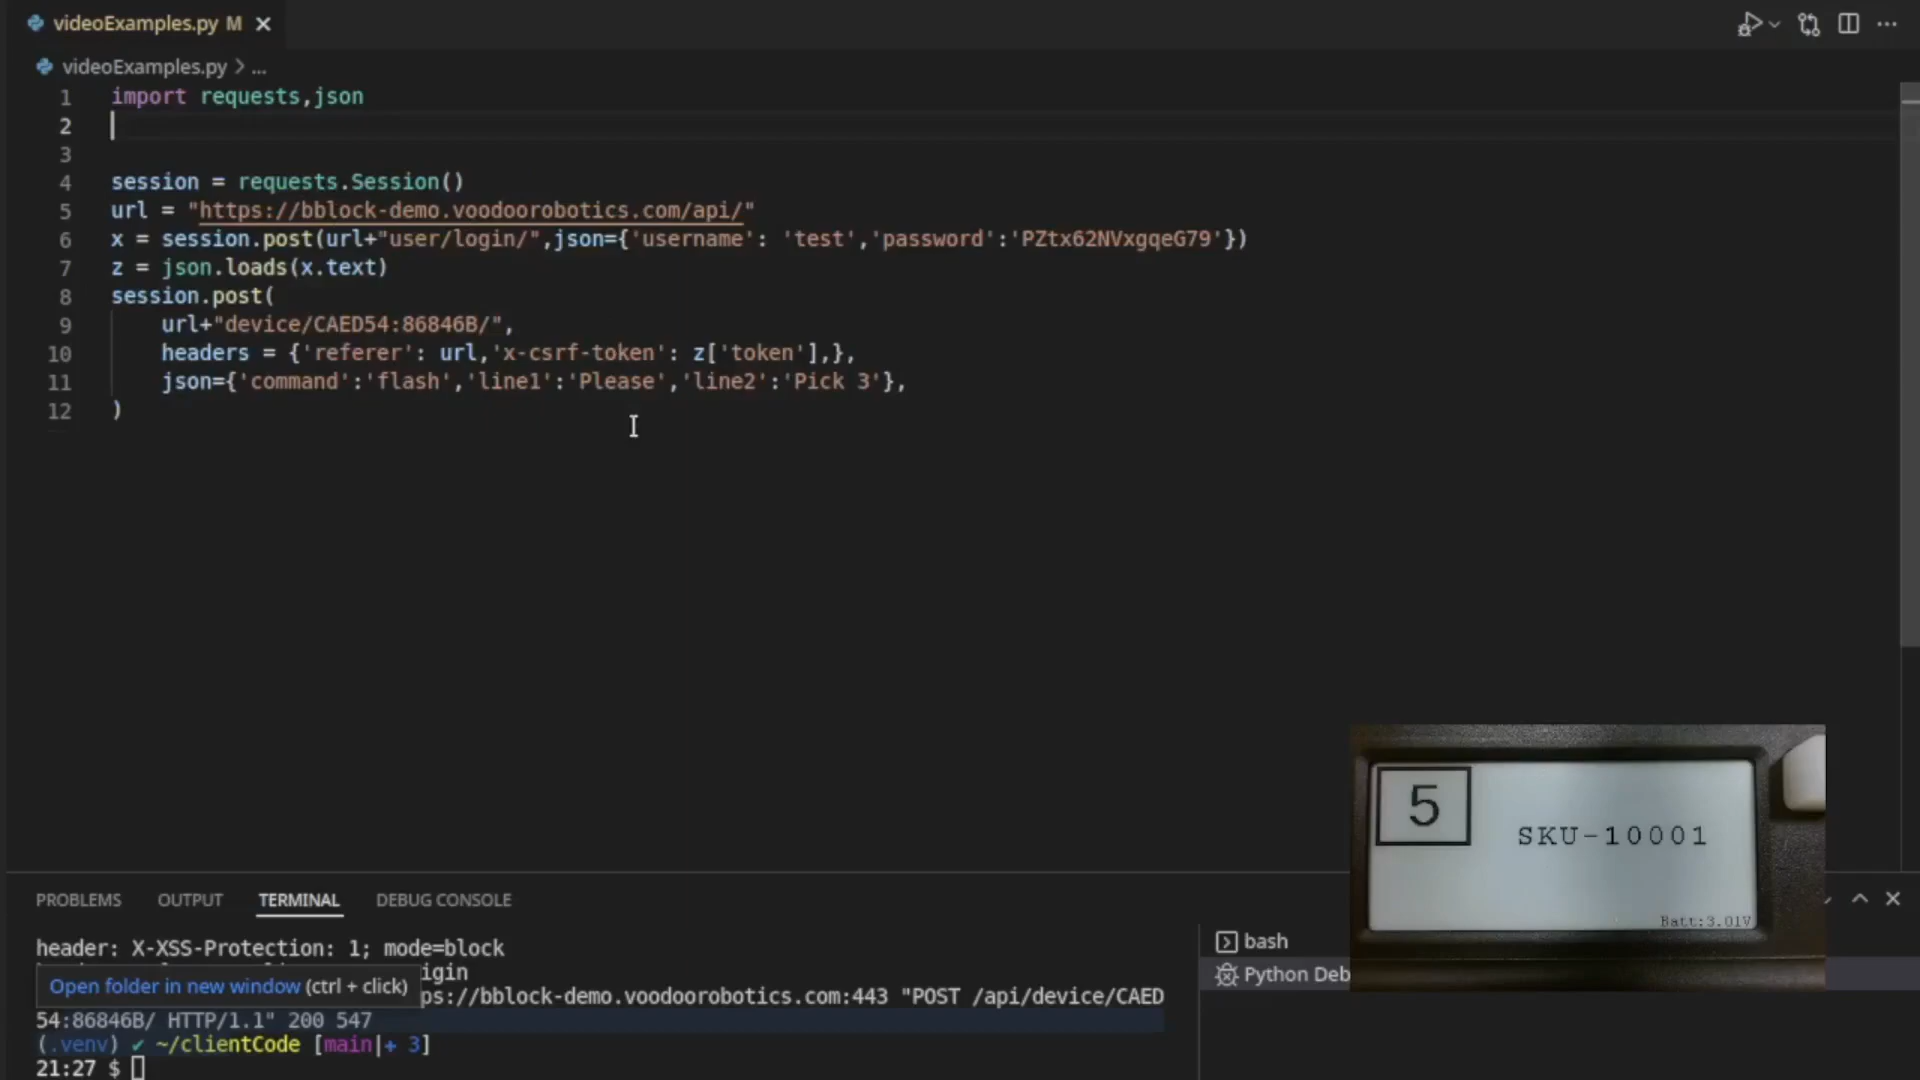 videoExamples.py M
videoExamples.py > ...
1 import requests,json
2
3
4 session = requests.Session()
5 url = "https://bblock-demo.voodoorobotics.com/api/"
6 x = session.post(url+"user/login/",json={'username': 'test','password':'PZtx62NVxgqeG79'})
7 z = json.loads(x.text)
8 session.post(
9 url+"device/CAED54:86846B/",
10 headers = {'referer': url,'x-csrf-token': z['token'],},
11 json={'command':'flash','line1':'Please','line2':'Pick 3'},
12 )
5
SKU-10001
Batt:3.01V
PROBLEMS OUTPUT TERMINAL DEBUG CONSOLE
header: X-XSS-Protection: 1; mode=block
igin
Open folder in new window (ctrl + click)
ps://bblock-demo.voodoorobotics.com:443 "POST /api/device/CAED
54:86846B/ HTTP/1.1" 200 547
(.venv) ✔ ~/clientCode [main|+ 3]
21:27 $
bash
Python Deb